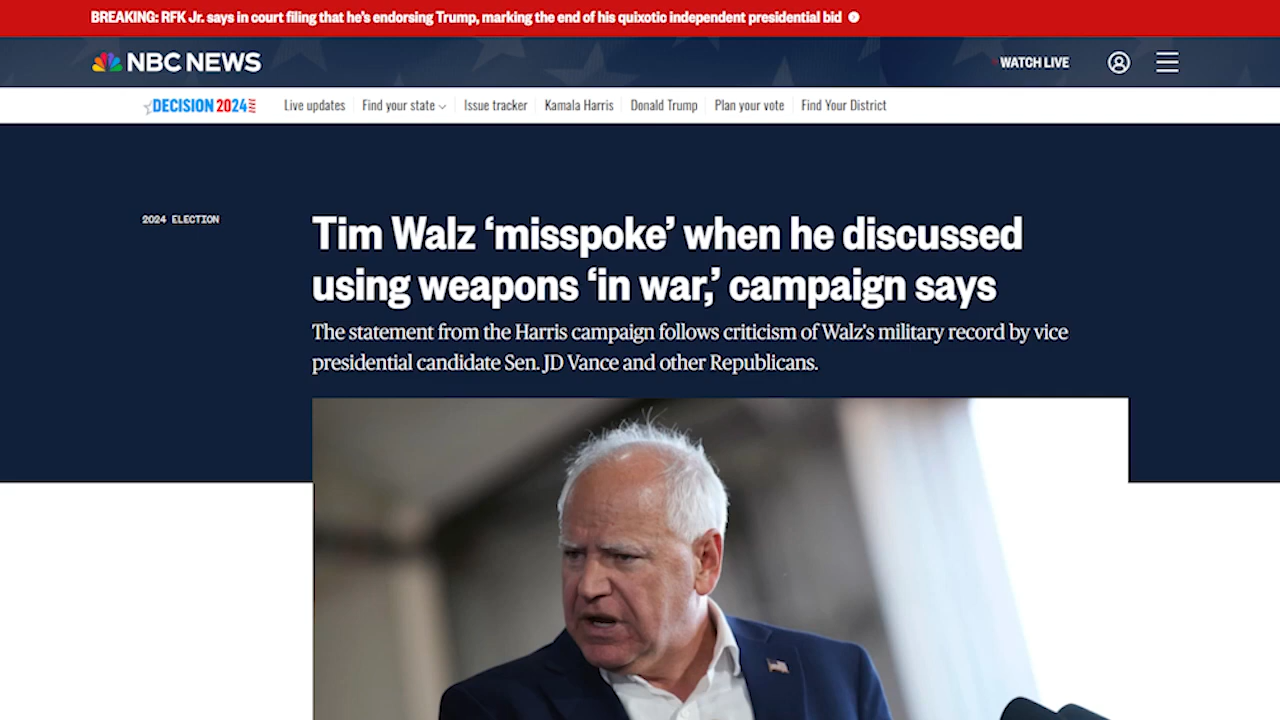 BREAKING: RFK Jr. says in court filing that he's endorsing Trump, marking the end of his quixotic independent presidential bid
NBC NEWS
WATCH LIVE
DECISION 2024
Live updates
Find your state
Issue tracker
Kamala Harris
Donald Trump
Plan your vote
Find Your District
2024 ELECTION
Tim Walz ‘misspoke’ when he discussed
using weapons ‘in war,’ campaign says
The statement from the Harris campaign follows criticism of Walz's military record by vice
presidential candidate Sen. JD Vance and other Republicans.